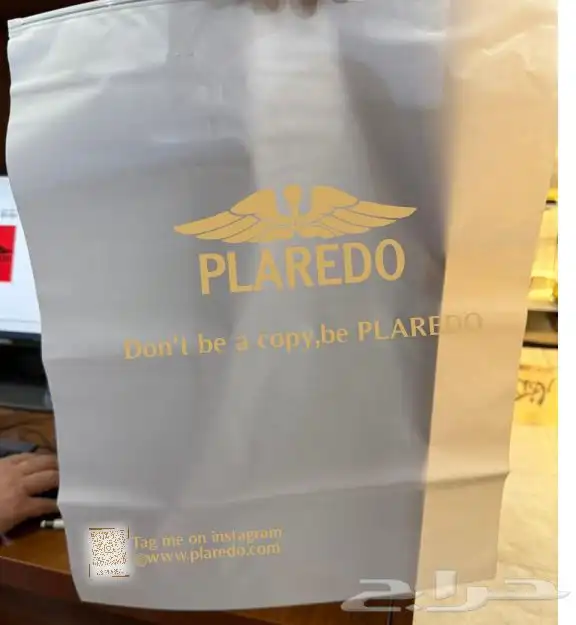 PLAREDO
Don't be a copy,be PLAREDO
Tag me on instagram
©www.plaredo.com
حراج